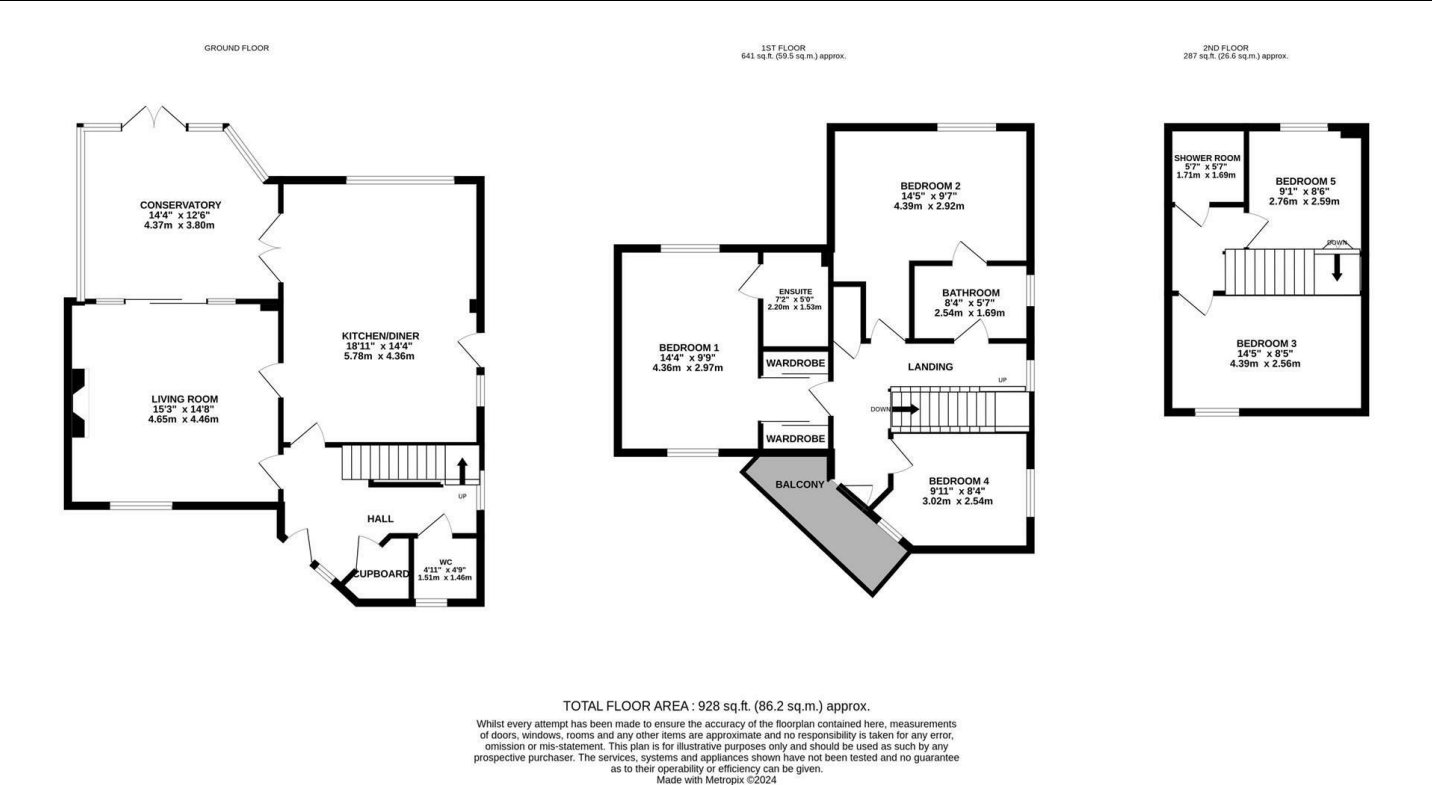 GROUND FLOOR
1ST FLOOR
641 sq.ft. (59.5 sq.m.) approx.
2ND FLOOR
287 sq.ft. (26.6 sq.m.) approx.
CONSERVATORY
14'4" x 12'6"
4.37m x 3.80m
KITCHEN/DINER
18'11" x 14'4"
5.78m x 4.36m
LIVING ROOM
15'3" x 14'8"
4.65m x 4.46m
UP
HALL
CUPBOARD
WC
4'11" x 4'9"
1.51m x 1.46m
BEDROOM 2
14'5" x 9'7"
4.39m x 2.92m
ENSUITE
7'2" x 5'0"
2.20m x 1.53m
BATHROOM
8'4" x 5'7"
2.54m x 1.69m
BEDROOM 1
14'4" x 9'9"
4.36m x 2.97m
WARDROBE
LANDING
UP
DOWN
WARDROBE
BALCONY
BEDROOM 4
9'11" x 8'4"
3.02m x 2.54m
SHOWER ROOM
5'7" x 5'7"
1.71m x 1.69m
BEDROOM 5
9'1" x 8'6"
2.76m x 2.59m
DOWN
BEDROOM 3
14'5" x 8'5"
4.39m x 2.56m
TOTAL FLOOR AREA : 928 sq.ft. (86.2 sq.m.) approx.
Whilst every attempt has been made to ensure the accuracy of the floorplan contained here, measurements
of doors, windows, rooms and any other items are approximate and no responsibility is taken for any error,
omission or mis-statement. This plan is for illustrative purposes only and should be used as such by any
prospective purchaser. The services, systems and appliances shown have not been tested and no guarantee
as to their operability or efficiency can be given.
Made with Metropix ©2024